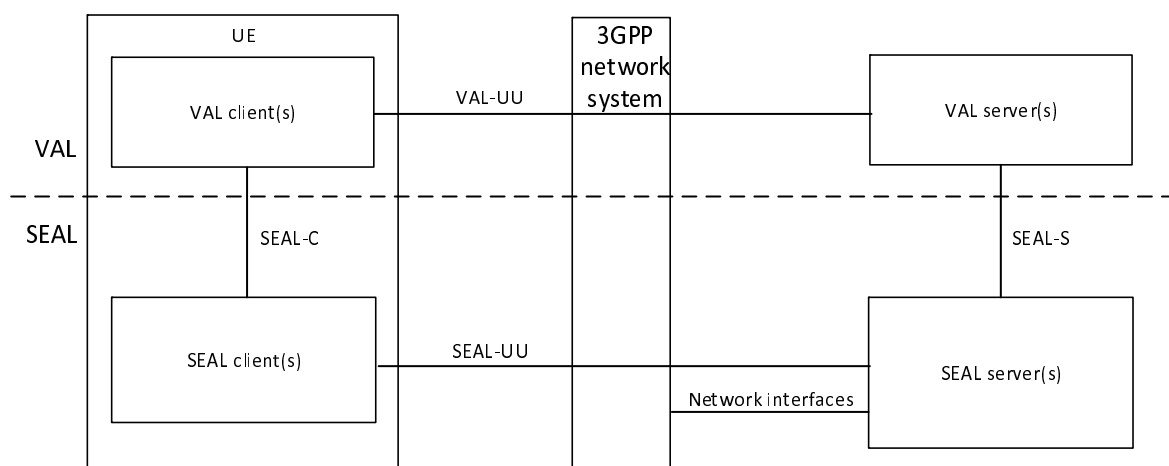 UE
3GPP
network
system
VAL client(s)
VAL-UU
VAL server(s)
VAL
SEAL
SEAL-C
SEAL-S
SEAL client(s)
SEAL-UU
SEAL server(s)
Network interfaces